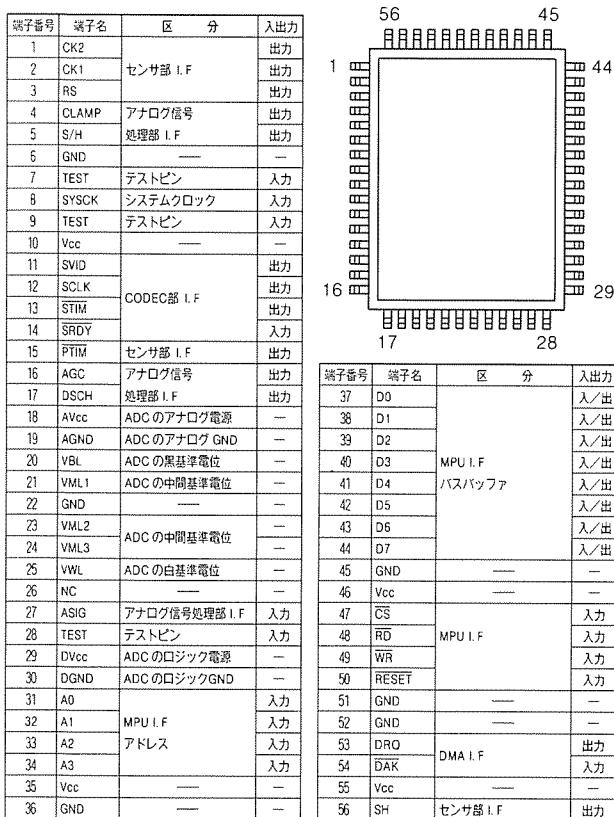 端子番号 端子名 区 分 入出力
1 CK2 出力
2 CK1 センサ部 I.F 出力
3 RS 出力
4 CLAMP アナログ信号 出力
5 S/H 処理部 I.F 出力
6 GND —— —
7 TEST テストピン 入力
8 SYSCK システムクロック 入力
9 TEST テストピン 入力
10 Vcc —— —
11 SVID 出力
12 SCLK CODEC部 I.F 出力
13 STIM 出力
14 SRDY 入力
15 PTIM センサ部 I.F 出力
16 AGC アナログ信号 出力
17 DSCH 処理部 I.F 出力
18 AVcc ADCのアナログ電源 —
19 AGND ADCのアナログ GND —
20 VBL ADCの黒基準電位 —
21 VML1 ADCの中間基準電位 —
22 GND —— —
23 VML2 ADCの中間基準電位 —
24 VML3 —
25 VWL ADCの白基準電位 —
26 NC —— —
27 ASIG アナログ信号処理部 I.F 入力
28 TEST テストピン 入力
29 DVcc ADCのロジック電源 —
30 DGND ADCのロジックGND —
31 A0 入力
32 A1 MPU I.F 入力
33 A2 アドレス 入力
34 A3 入力
35 Vcc —— —
36 GND —— —
56 45
1 44
16 29
17 28
端子番号 端子名 区 分 入出力
37 D0 入/出
38 D1 入/出
39 D2 入/出
40 D3 MPU I.F 入/出
41 D4 バスバッファ 入/出
42 D5 入/出
43 D6 入/出
44 D7 入/出
45 GND —— —
46 Vcc —— —
47 CS 入力
48 RD MPU I.F 入力
49 WR 入力
50 RESET 入力
51 GND —— —
52 GND —— —
53 DRQ DMA I.F 出力
54 DAK 入力
55 Vcc —— —
56 SH センサ部 I.F 出力